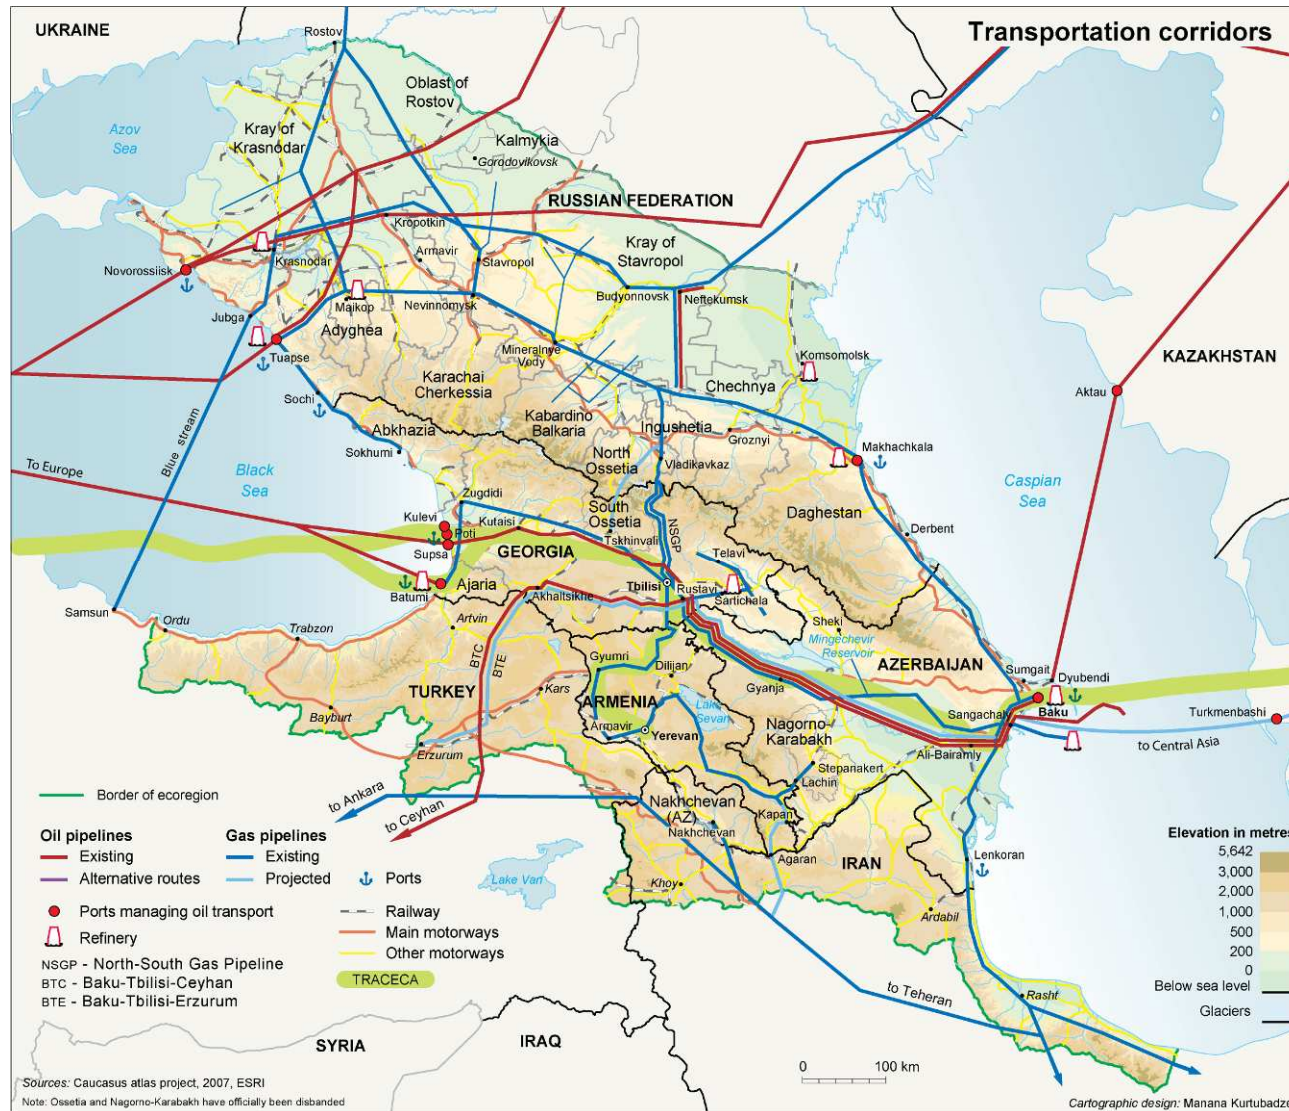 Transportation corridors
UKRAINE
Rostov
Oblast of
Rostov
Azov
Sea
Kray of
Krasnodar
Kalmykia
Gorodovikovsk
RUSSIAN FEDERATION
Kropotkin
Kray of
Stavropol
Armavir
Stavropol
Krasnodar
Novorossiisk
Budyonnovsk
Neftekumsk
Maikop
Nevinnomysk
Jubga
Adyghea
Tuapse
Mineralnye
Vody
Komsomolsk
KAZAKHSTAN
Karachai
Cherkessia
Chechnya
Aktau
Sochi
Kabardino
Balkaria
Abkhazia
Ingushetia
Groznyi
Blue stream
Sokhumi
North
Ossetia
Vladikavkaz
Makhachkala
To Europe
Black
Sea
Caspian
Sea
Zugdidi
South
Ossetia
Daghestan
Kulevi
Poti
Kutaisi
NSGP
Derbent
Supsa
GEORGIA
Tskhinvali
Telavi
Tbilisi
Rustavi
Ajaria
Batumi
Akhaltsikhe
Sartichala
Samsun
Ordu
Artvin
Sheki
Trabzon
Mingechevir
Reservoir
BTC
BTE
Gyumri
Dilijan
AZERBAIJAN
Sumgait
Dyubendi
TURKEY
Kars
Gyanja
ARMENIA
Lake
Sevan
Baku
Bayburt
Nagorno-
Karabakh
Sangachak
Turkmenbashi
Armavir
Yerevan
Erzurum
Ali-Bairamly
to Central Asia
Stepanakert
Lachin
to Ankara
to Ceyhan
Nakhchevan
(AZ)
Kapan
Nakhchevan
Agaran
IRAN
Lenkoran
Lake Van
Khoy
Ardabil
to Teheran
Rasht
SYRIA
IRAQ
Border of ecoregion
Oil pipelines
Existing
Alternative routes
Gas pipelines
Existing
Projected
Ports
Ports managing oil transport
Refinery
Railway
Main motorways
Other motorways
TRACECA
NSGP - North-South Gas Pipeline
BTC - Baku-Tbilisi-Ceyhan
BTE - Baku-Tbilisi-Erzurum
Elevation in metres
5,642
3,000
2,000
1,000
500
200
0
Below sea level
Glaciers
0 100 km
Sources: Caucasus atlas project, 2007, ESRI
Note: Ossetia and Nagorno-Karabakh have officially been disbanded
Cartographic design: Manana Kurtubadze